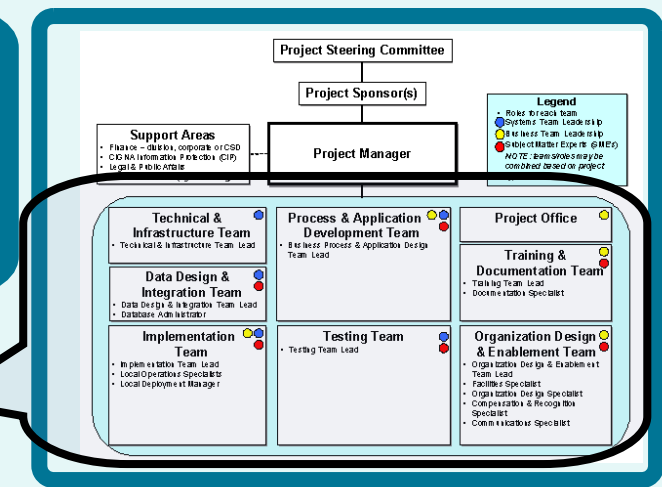 Project Steering Committee
Project Sponsor(s)
Project Manager
Support Areas
• Finance – division, corporate or CSD
• CIGNA Information Protection (CIP)
• Legal & Public Affairs
Legend
• Roles for each team
Systems Team Leadership
Business Team Leadership
Subject Matter Experts (SME's)
NOTE: teams/roles may be
combined based on project
Technical &
Infrastructure Team
• Technical & Infrastructure Team Lead
Process & Application
Development Team
• Business Process & Application Design
Team Lead
Project Office
Training &
Documentation Team
• Training Team Lead
• Documentation Specialist
Data Design &
Integration Team
• Data Design & Integration Team Lead
• Database Administrator
Implementation
Team
• Implementation Team Lead
• Local Operations Specialists
• Local Deployment Manager
Testing Team
• Testing Team Lead
Organization Design
& Enablement Team
• Organization Design & Enablement
Team Lead
• Facilities Specialist
• Organization Design Specialist
• Compensation & Recognition
Specialist
• Communications Specialist